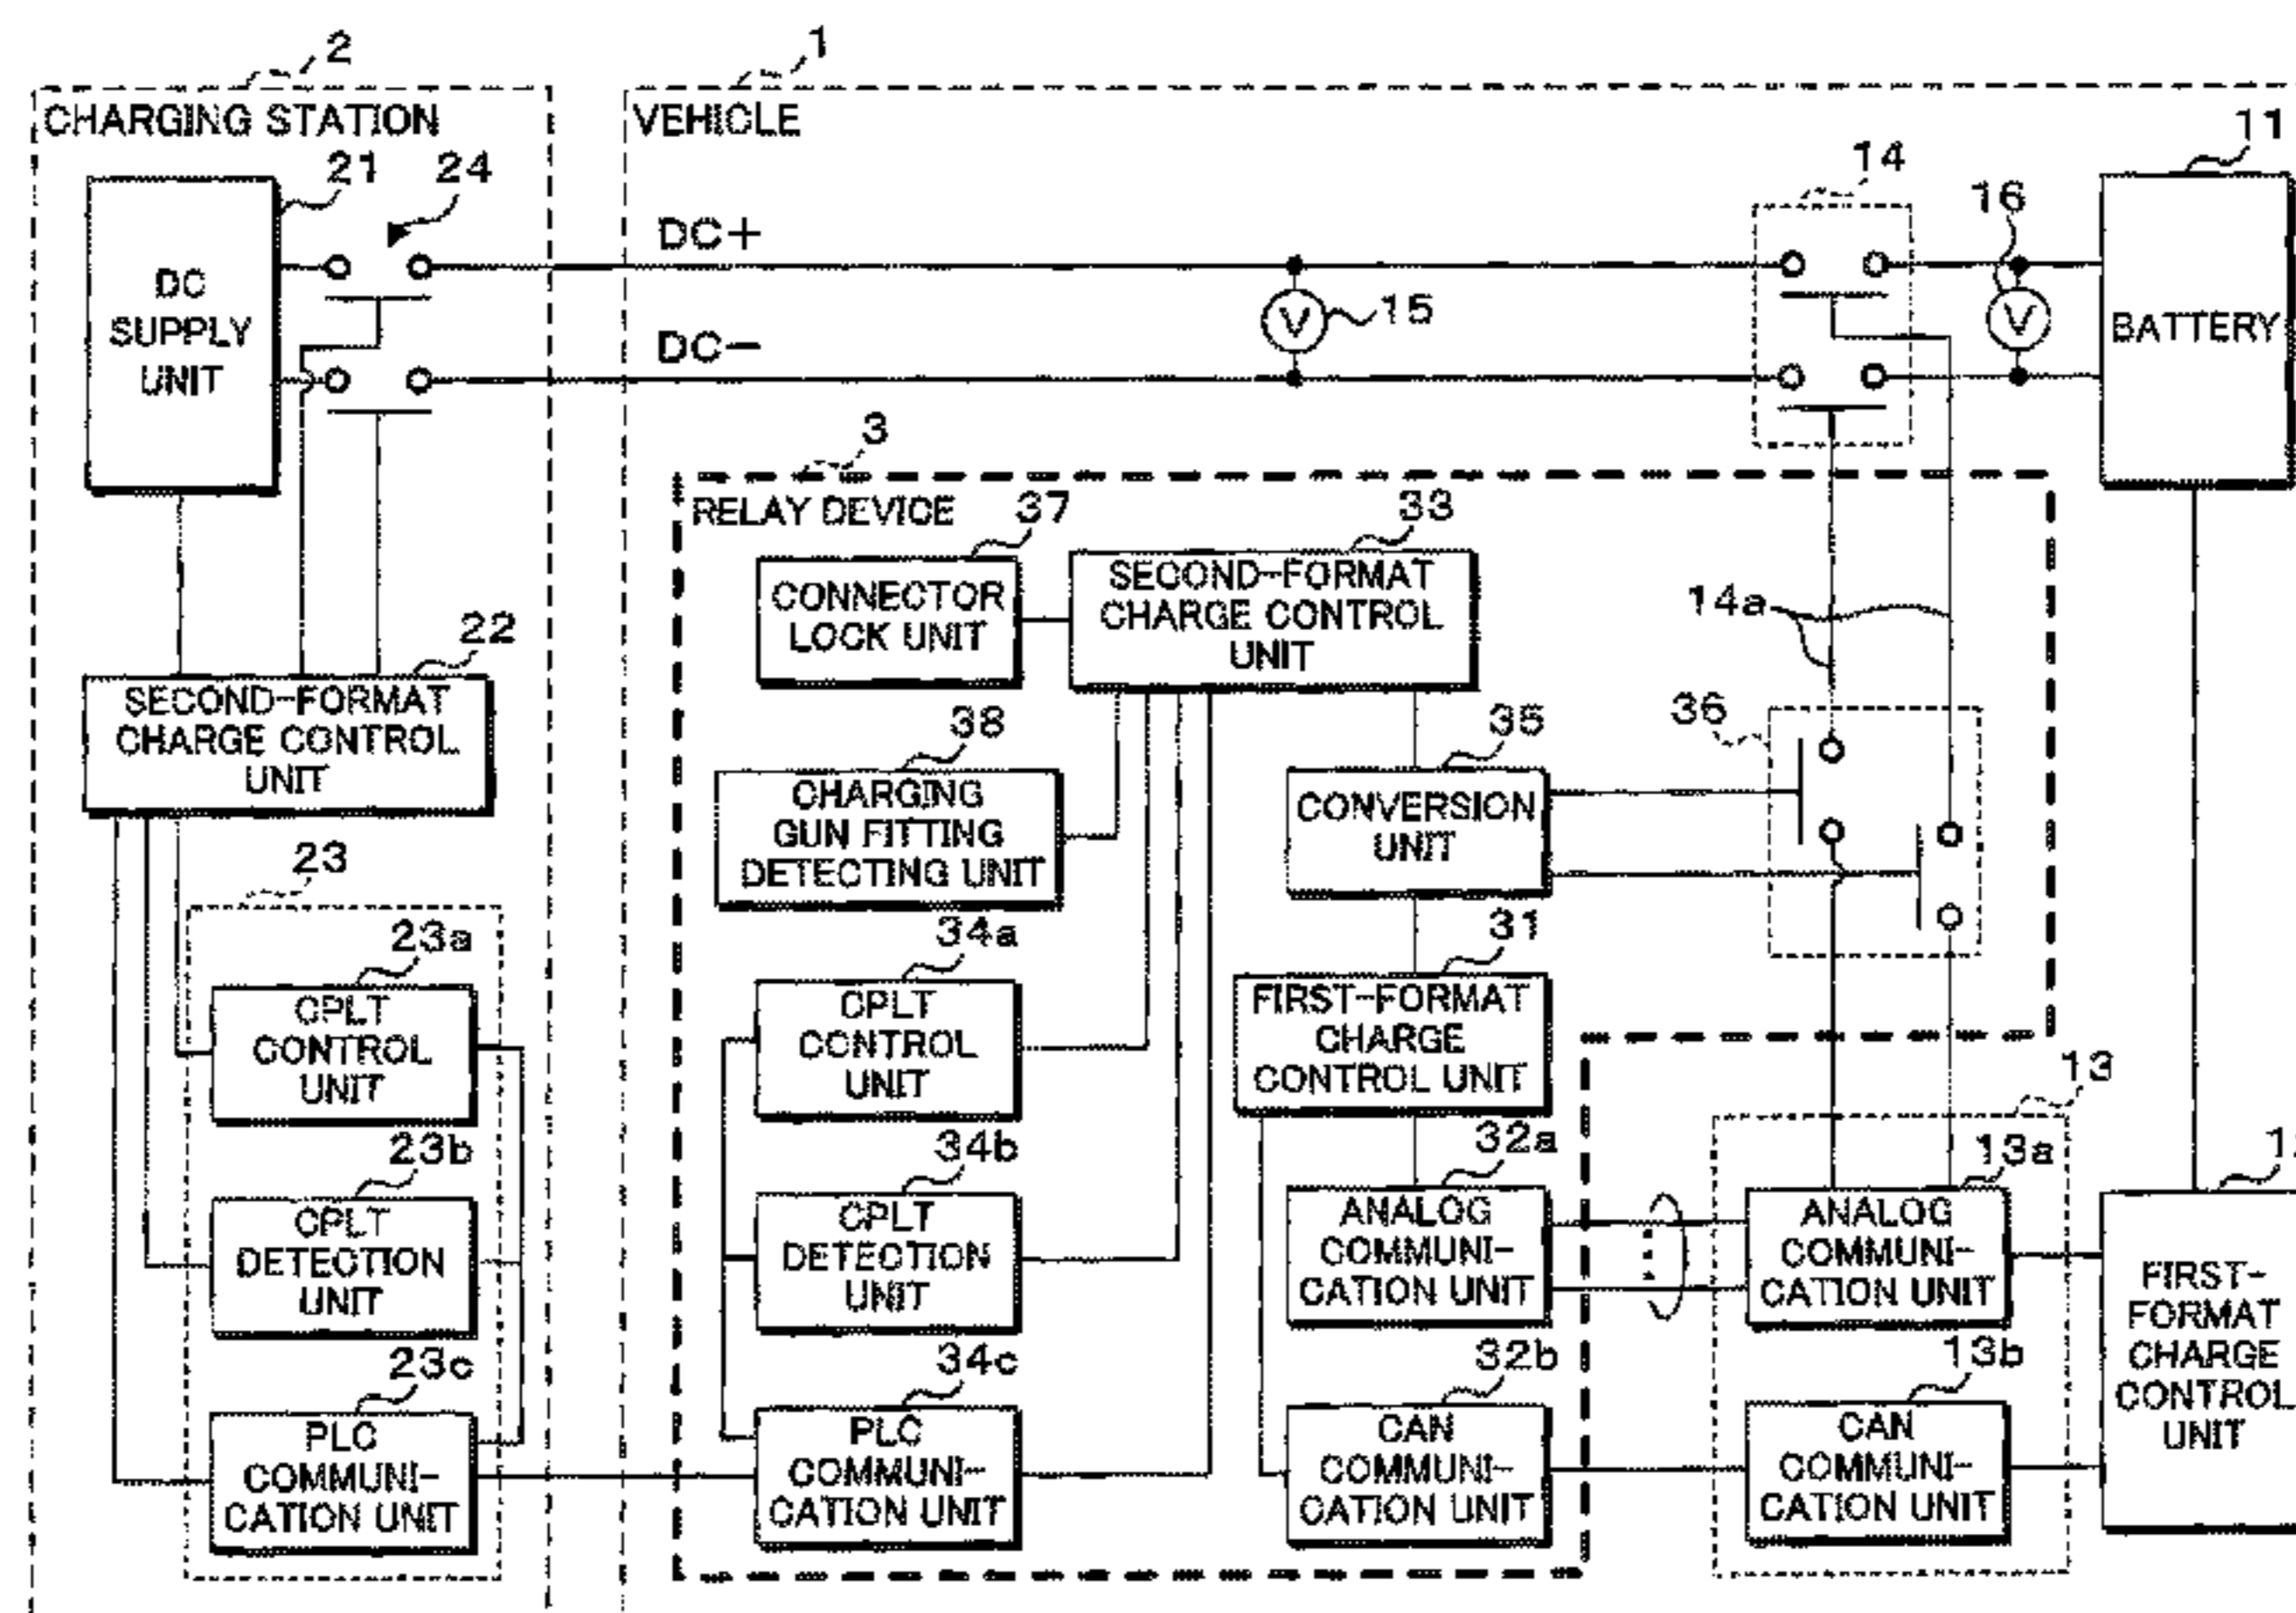 2
1
CHARGING STATION
VEHICLE
21
24
14
16
11
DC+
DC
SUPPLY
UNIT
V
15
V
DC−
BATTERY
3
RELAY DEVICE
37
33
CONNECTOR
LOCK UNIT
SECOND-FORMAT
CHARGE CONTROL
UNIT
14a
22
SECOND-FORMAT
CHARGE CONTROL
UNIT
38
35
36
CHARGING
GUN FITTING
DETECTING UNIT
CONVERSION
UNIT
23
23a
34a
31
CPLT
CONTROL
UNIT
CPLT
CONTROL
UNIT
FIRST-FORMAT
CHARGE
CONTROL UNIT
13
23b
34b
32a
13a
CPLT
DETECTION
UNIT
CPLT
DETECTION
UNIT
ANALOG
COMMUNI-
CATION UNIT
ANALOG
COMMUNI-
CATION UNIT
FIRST-
FORMAT
CHARGE
CONTROL
UNIT
23c
34c
32b
13b
PLC
COMMUNI-
CATION UNIT
PLC
COMMUNI-
CATION UNIT
CAN
COMMUNI-
CATION UNIT
CAN
COMMUNI-
CATION UNIT